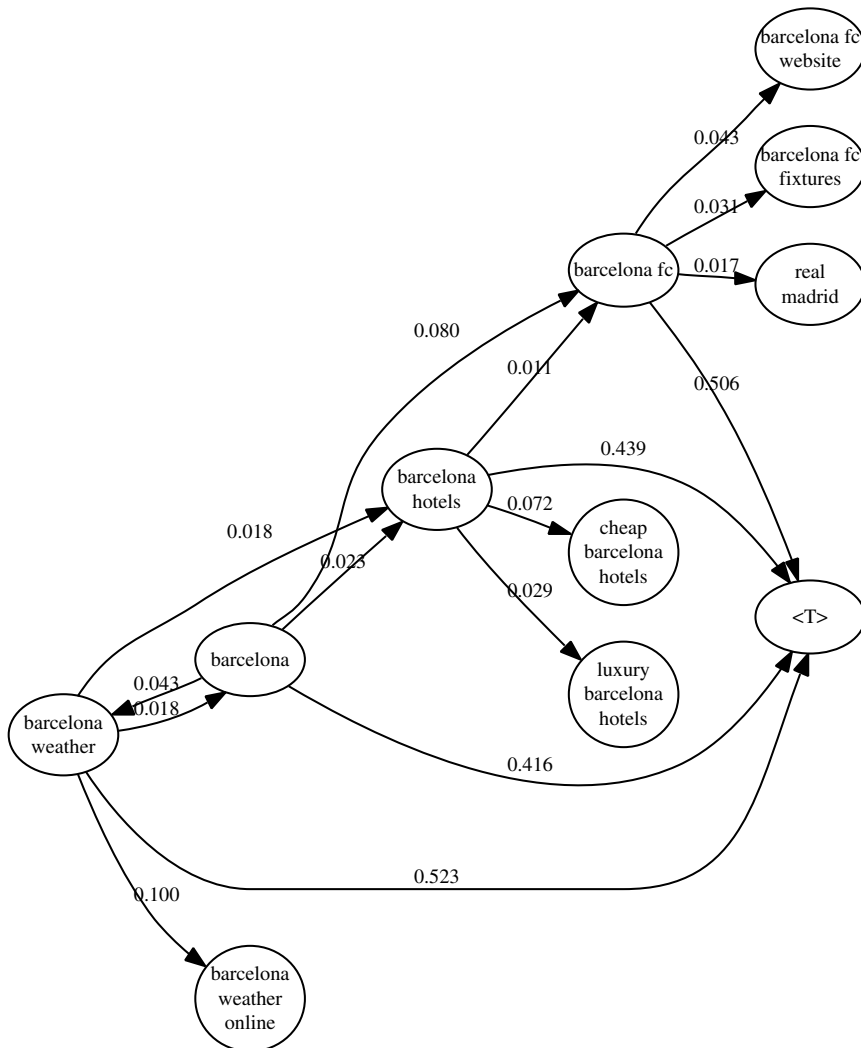 barcelona fc
website
0.043
barcelona fc
fixtures
0.031
barcelona fc
0.017
real
madrid
0.080
0.011
0.506
0.439
barcelona
hotels
0.072
cheap
barcelona
hotels
0.018
0.023
0.029
<T>
barcelona
luxury
barcelona
hotels
0.043
0.018
barcelona
weather
0.416
0.523
0.100
barcelona
weather
online